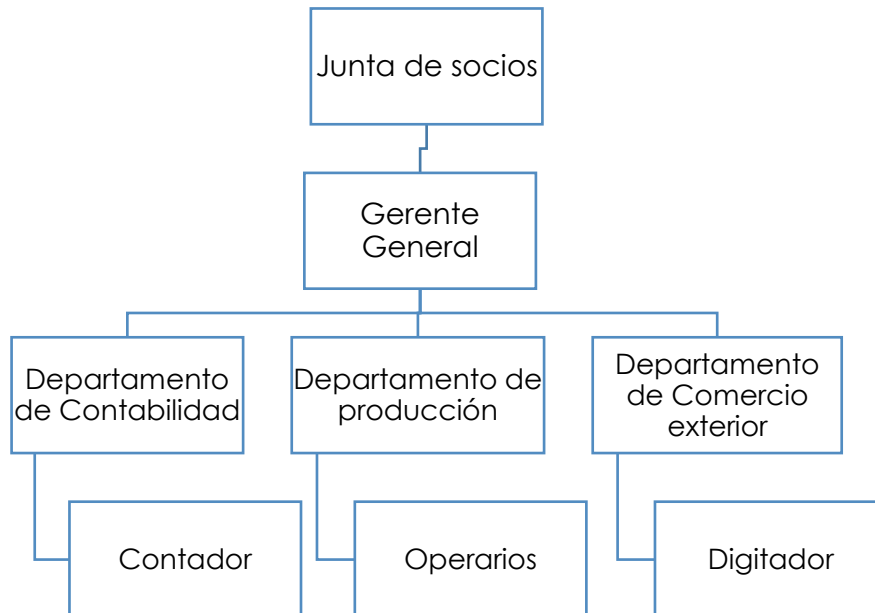 Junta de socios
Gerente
General
Departamento
de Contabilidad
Departamento de
producción
Departamento
de Comercio
exterior
Contador
Operarios
Digitador